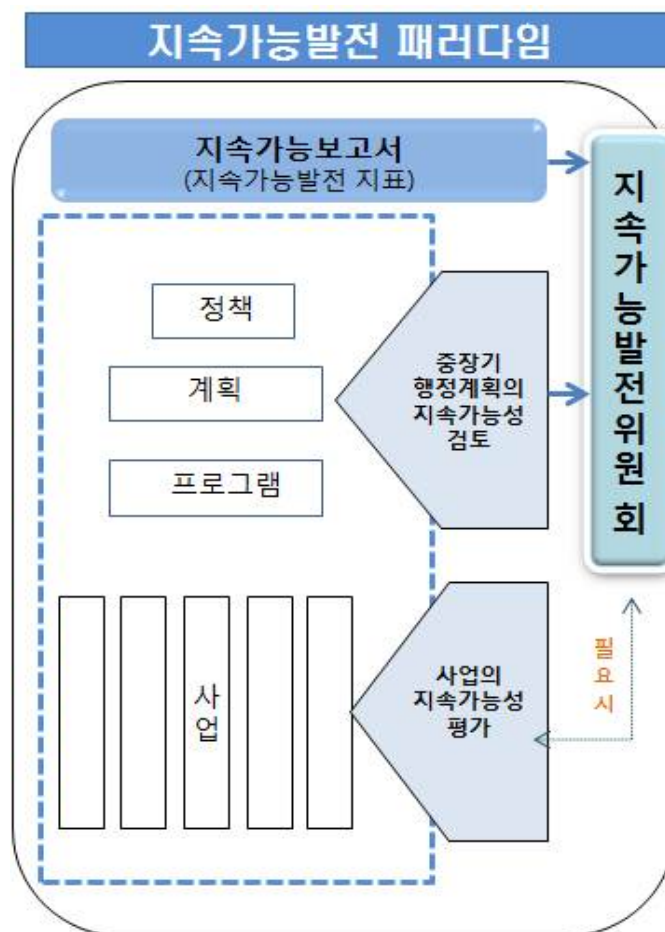 지속가능발전 패러다임
지속가능보고서
(지속가능발전 지표)
정책
계획
프로그램
중장기
행정계획의
지속가능성
검토
지속가능발전위원회
사업
사업의
지속가능성
평가
필요시